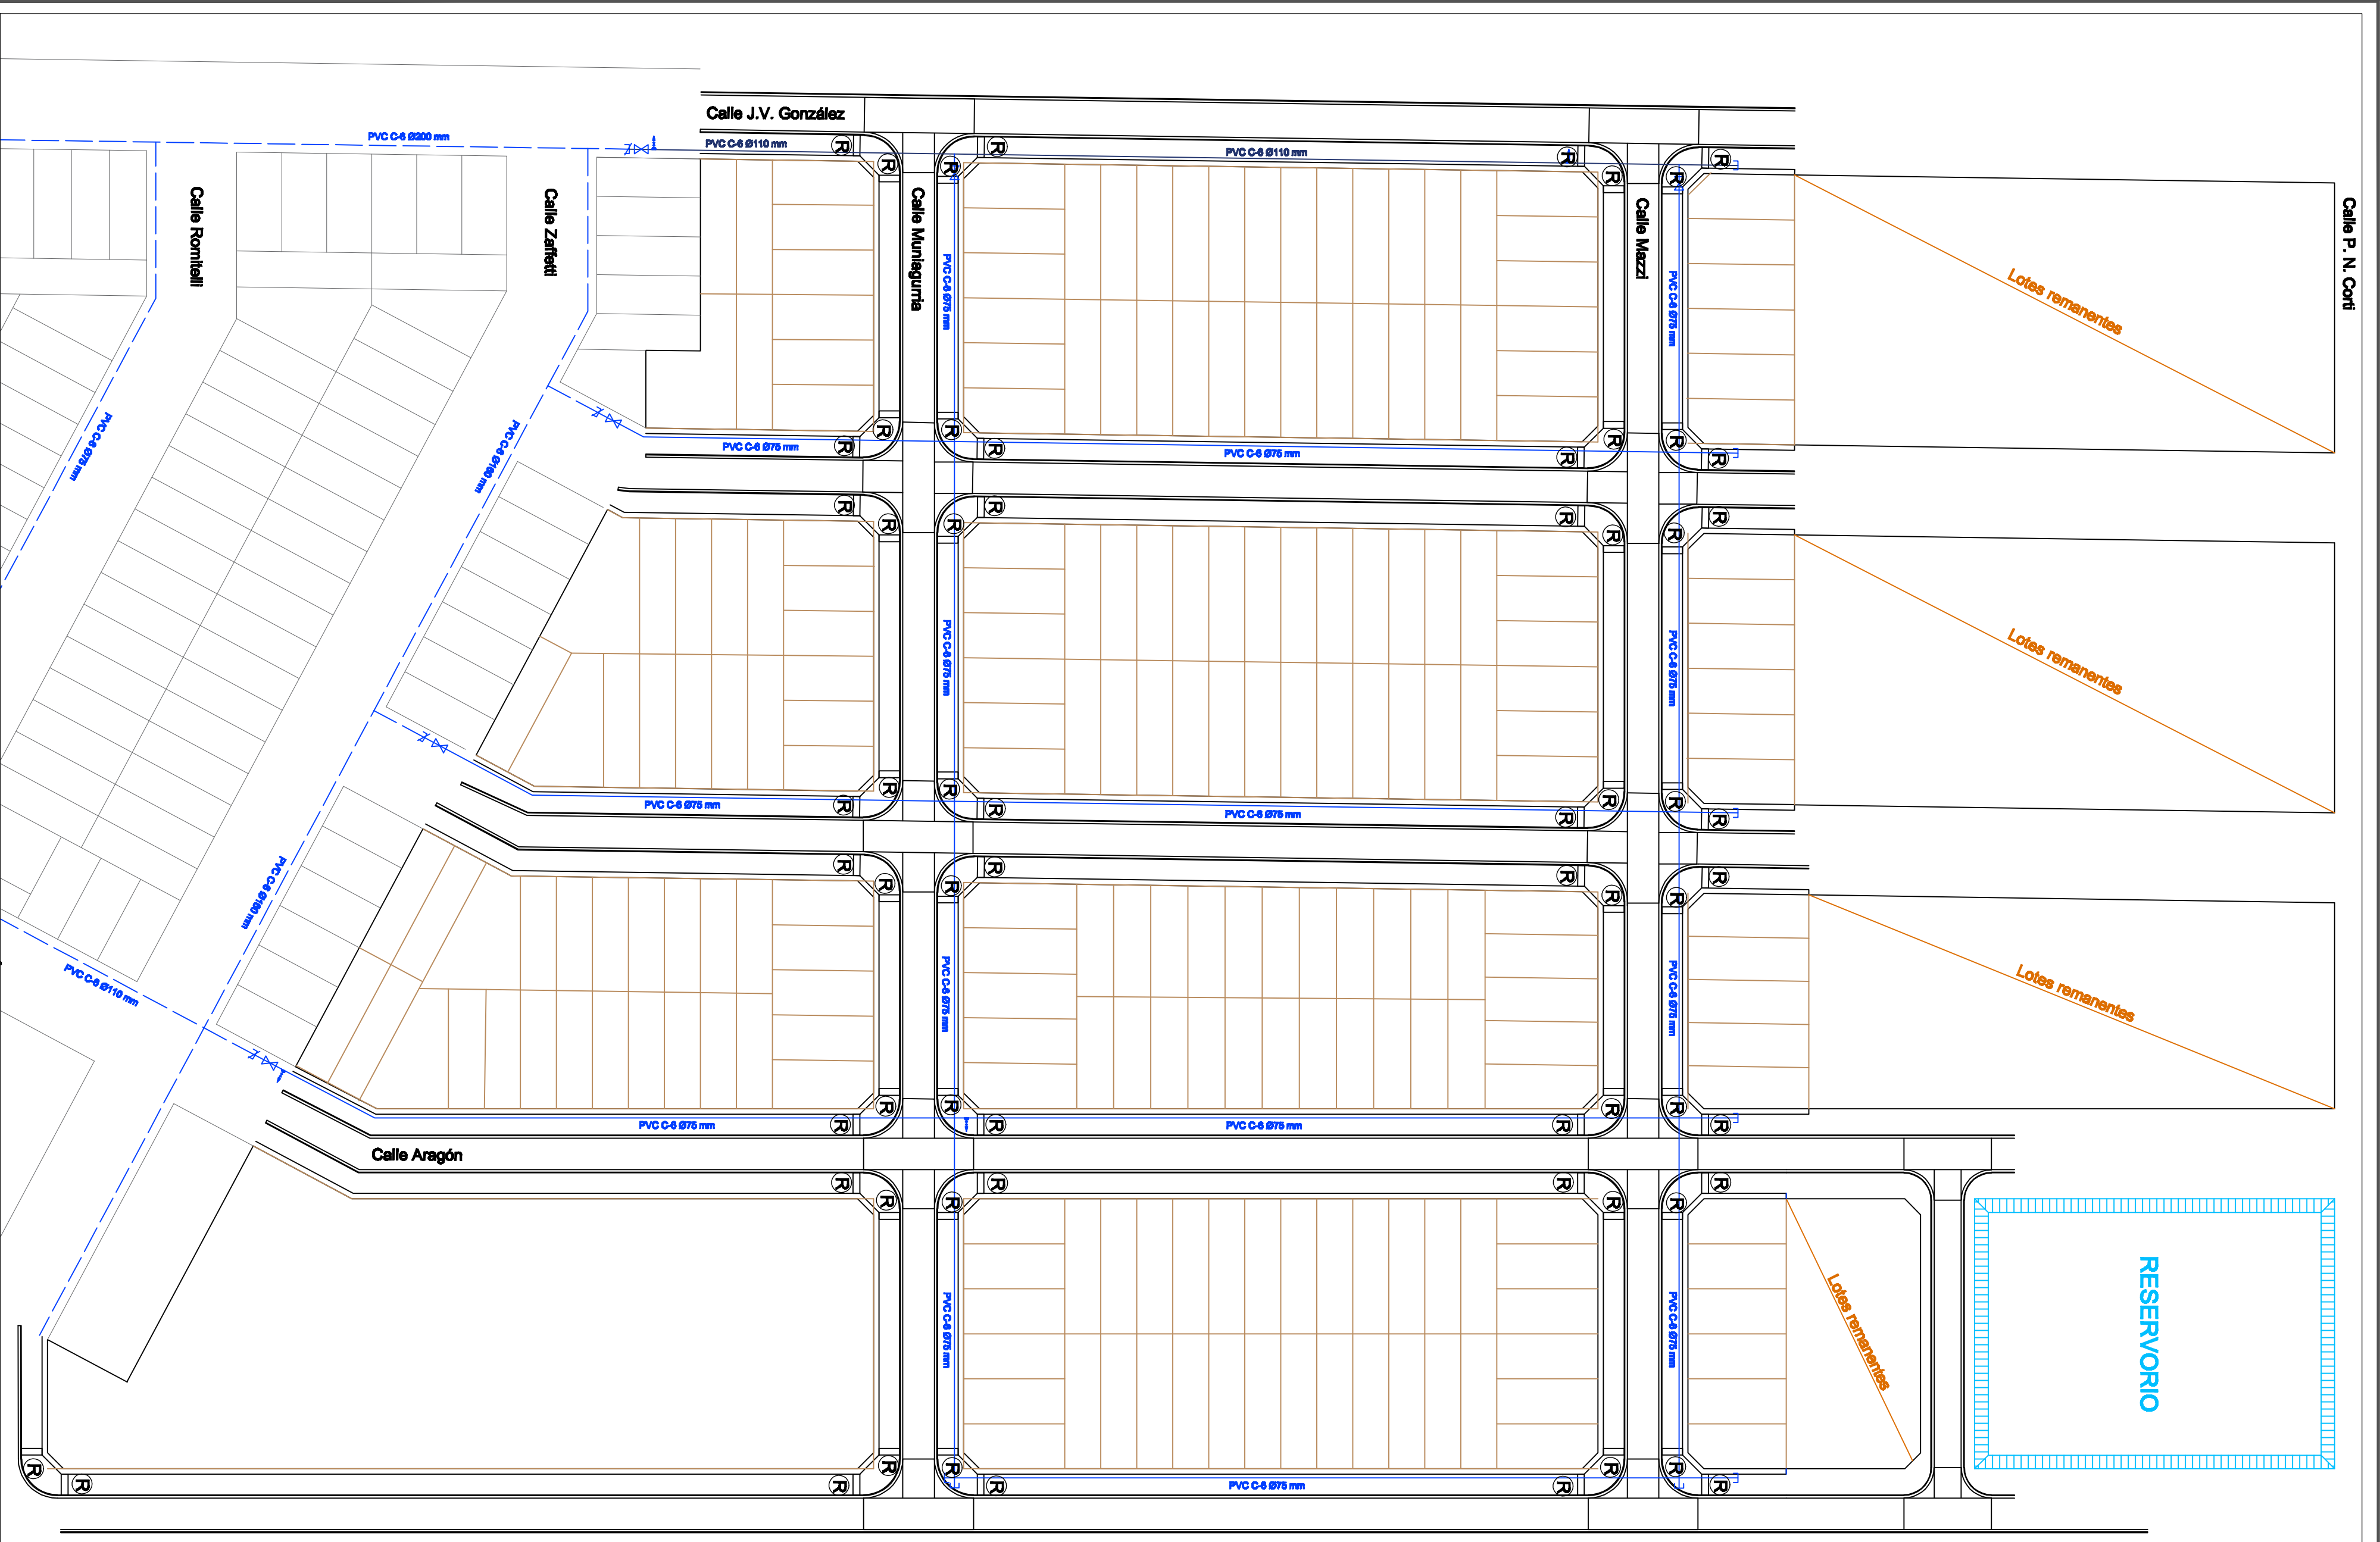 Calle J.V. González
PVC C-6 Ø200 mm
PVC C-6 Ø110 mm
PVC C-6 Ø110 mm
R R R R R R R R
Calle Romitelli
Calle Zaffetti
Calle Muniagurria
Calle Mazzi
Calle P. N. Corti
PVC C-6 Ø75 mm
PVC C-6 Ø75 mm
Lotes remanentes
PVC C-6 Ø75 mm
PVC C-6 Ø160 mm
R R R R R R R R
PVC C-6 Ø75 mm
PVC C-6 Ø75 mm
R R R R R R R R
PVC C-6 Ø75 mm
PVC C-6 Ø75 mm
Lotes remanentes
R R R R R R R R
PVC C-6 Ø75 mm
PVC C-6 Ø75 mm
R R R R R R R R
PVC C-6 Ø160 mm
PVC C-6 Ø110 mm
PVC C-6 Ø75 mm
PVC C-6 Ø75 mm
Lotes remanentes
R R R R R R R R
PVC C-6 Ø75 mm
PVC C-6 Ø75 mm
Calle Aragón
R R R R R R R R
PVC C-6 Ø75 mm
PVC C-6 Ø75 mm
Lotes remanentes
RESERVORIO
R R R R R R R R R R
PVC C-6 Ø75 mm